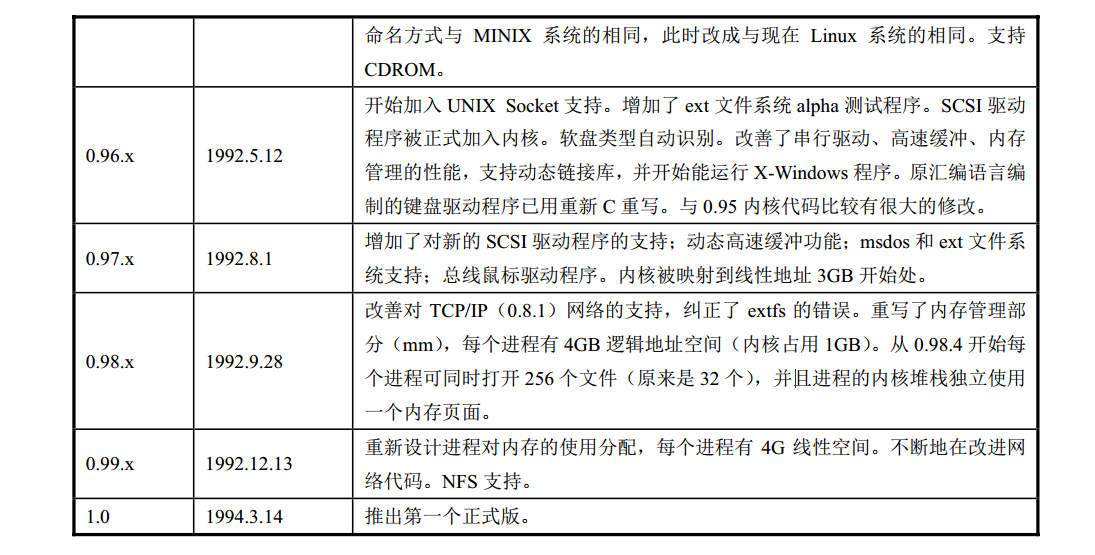 命名方式与 MINIX 系统的相同，此时改成与现在 Linux 系统的相同。支持
CDROM。
0.96.x
1992.5.12
开始加入 UNIX Socket 支持。增加了 ext 文件系统 alpha 测试程序。SCSI 驱动
程序被正式加入内核。软盘类型自动识别。改善了串行驱动、高速缓冲、内存
管理的性能，支持动态链接库，并开始能运行 X-Windows 程序。原汇编语言编
制的键盘驱动程序已用重新 C 重写。与 0.95 内核代码比较有很大的修改。
0.97.x
1992.8.1
增加了对新的 SCSI 驱动程序的支持；动态高速缓冲功能；msdos 和 ext 文件系
统支持；总线鼠标驱动程序。内核被映射到线性地址 3GB 开始处。
0.98.x
1992.9.28
改善对 TCP/IP（0.8.1）网络的支持，纠正了 extfs 的错误。重写了内存管理部
分（mm），每个进程有 4GB 逻辑地址空间（内核占用 1GB）。从 0.98.4 开始每
个进程可同时打开 256 个文件（原来是 32 个），并且进程的内核堆栈独立使用
一个内存页面。
0.99.x
1992.12.13
重新设计进程对内存的使用分配，每个进程有 4G 线性空间。不断地在改进网
络代码。NFS 支持。
1.0
1994.3.14
推出第一个正式版。